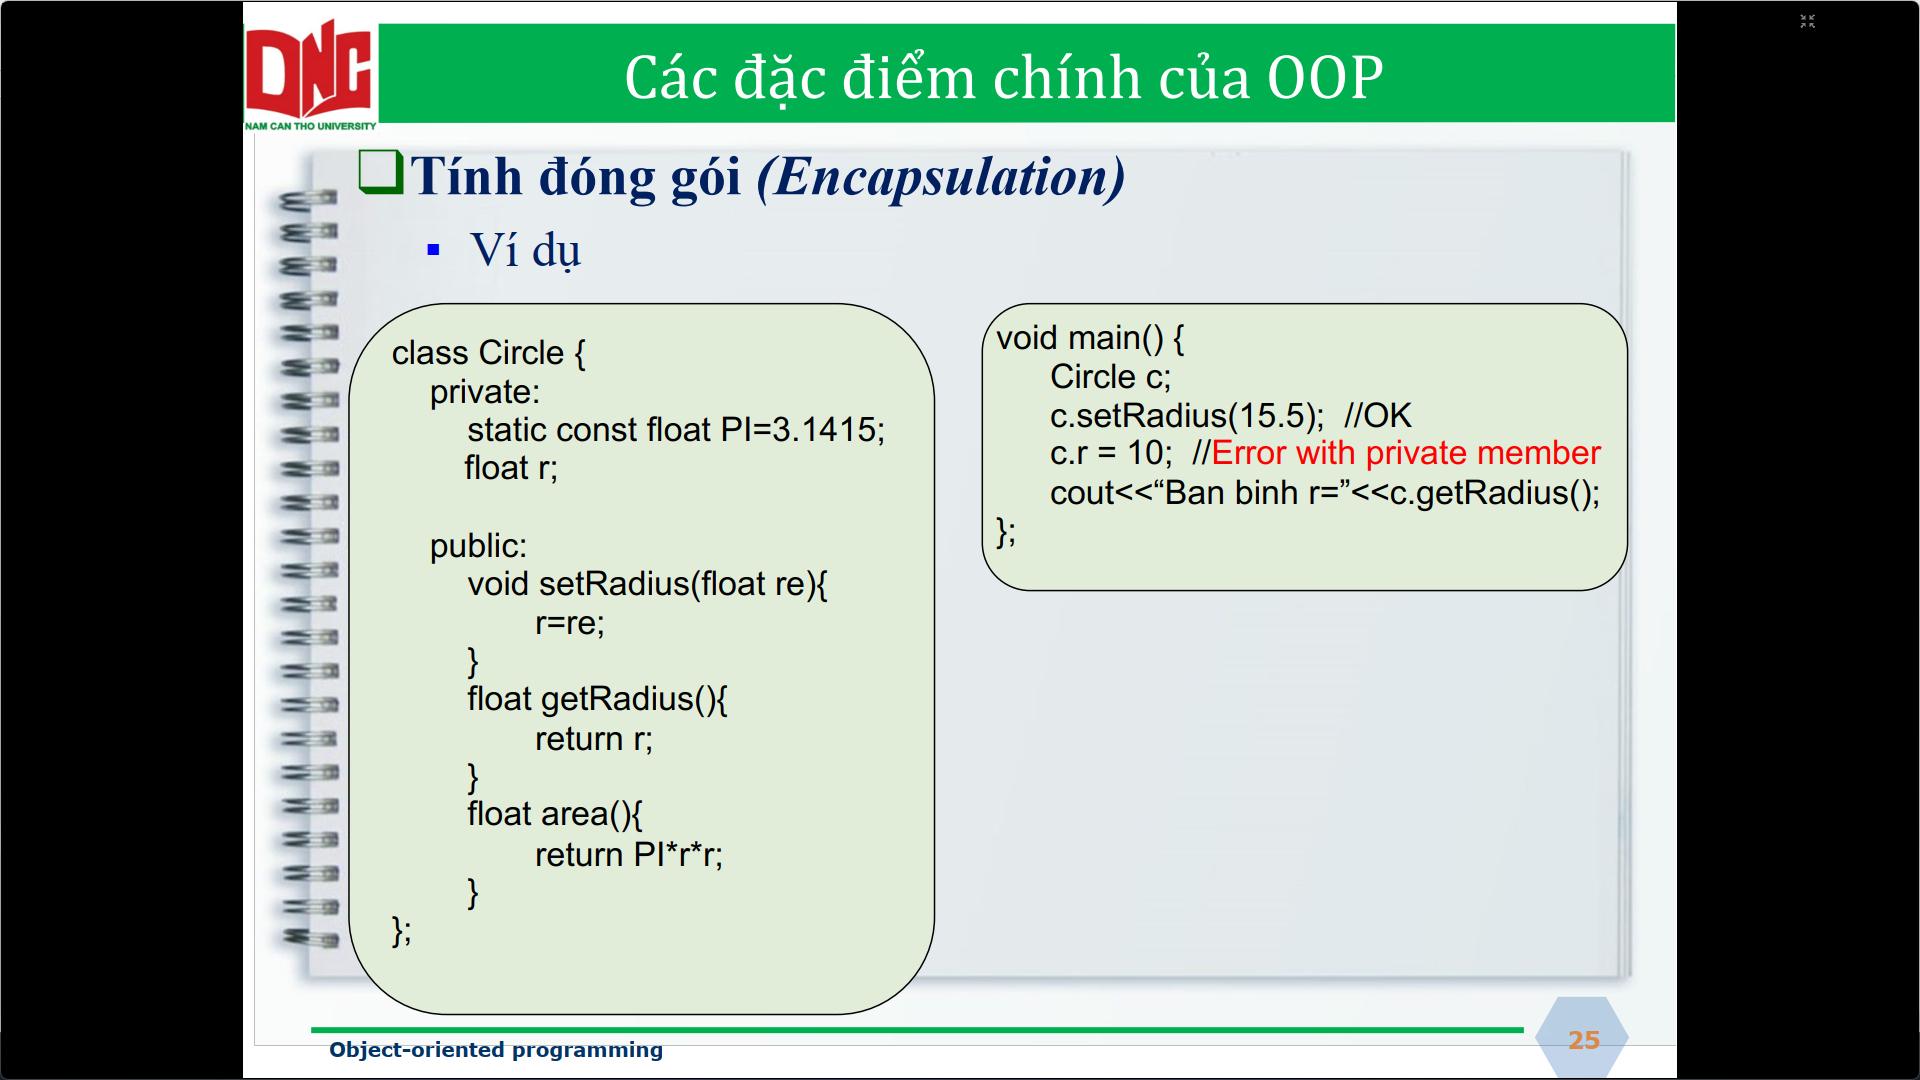 DNC
NAM CAN THO UNIVERSITY
Các đặc điểm chính của OOP
Tính đóng gói (Encapsulation)
Ví dụ
class Circle {
private:
static const float PI=3.1415;
float r;
public:
void setRadius(float re){
r=re;
}
float getRadius(){
return r;
}
float area(){
return PI*r*r;
}
};
void main() {
Circle c;
c.setRadius(15.5);  //OK
c.r = 10;  //Error with private member
cout<<“Ban binh r=”<<c.getRadius();
};
Object-oriented programming
25